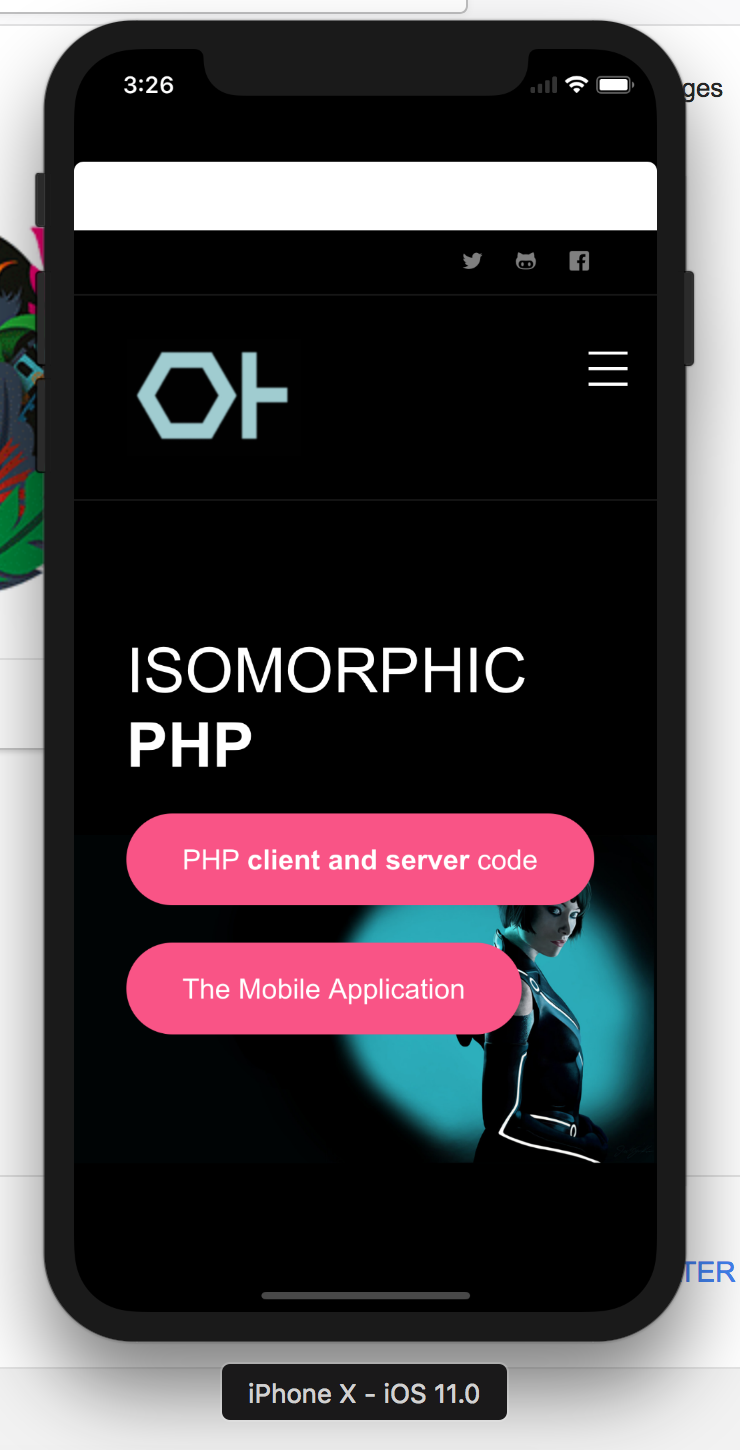 3:26
ges
ISOMORPHIC
PHP
PHP client and server code
The Mobile Application
TER
iPhone X - iOS 11.0